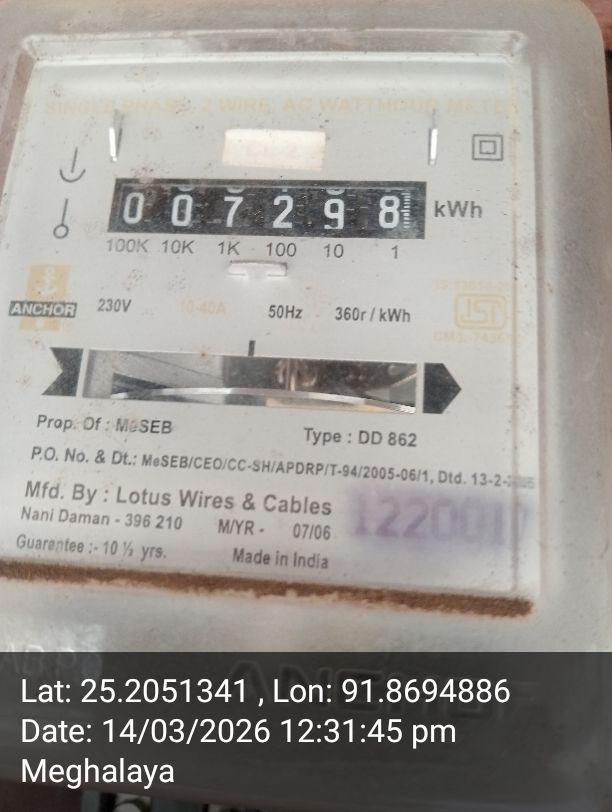 SINGLE PHASE, 2 WIRE, AC WATTHOUR METER
0 0 7 2 9 8 kWh
100K 10K 1K 100 10 1
ANCHOR 230V 10-40A 50Hz 360r / kWh
ISI
Prop. Of : MeSEB
Type : DD 862
P.O. No. & Dt.: MeSEB/CEO/CC-SH/APDRP/T-94/2005-06/1, Dtd. 13-2-
Mfd. By : Lotus Wires & Cables
Nani Daman - 396 210 M/YR - 07/06
1220017
Guarantee :- 10 ½ yrs. Made in India
Lat: 25.2051341 , Lon: 91.8694886
Date: 14/03/2026 12:31:45 pm
Meghalaya